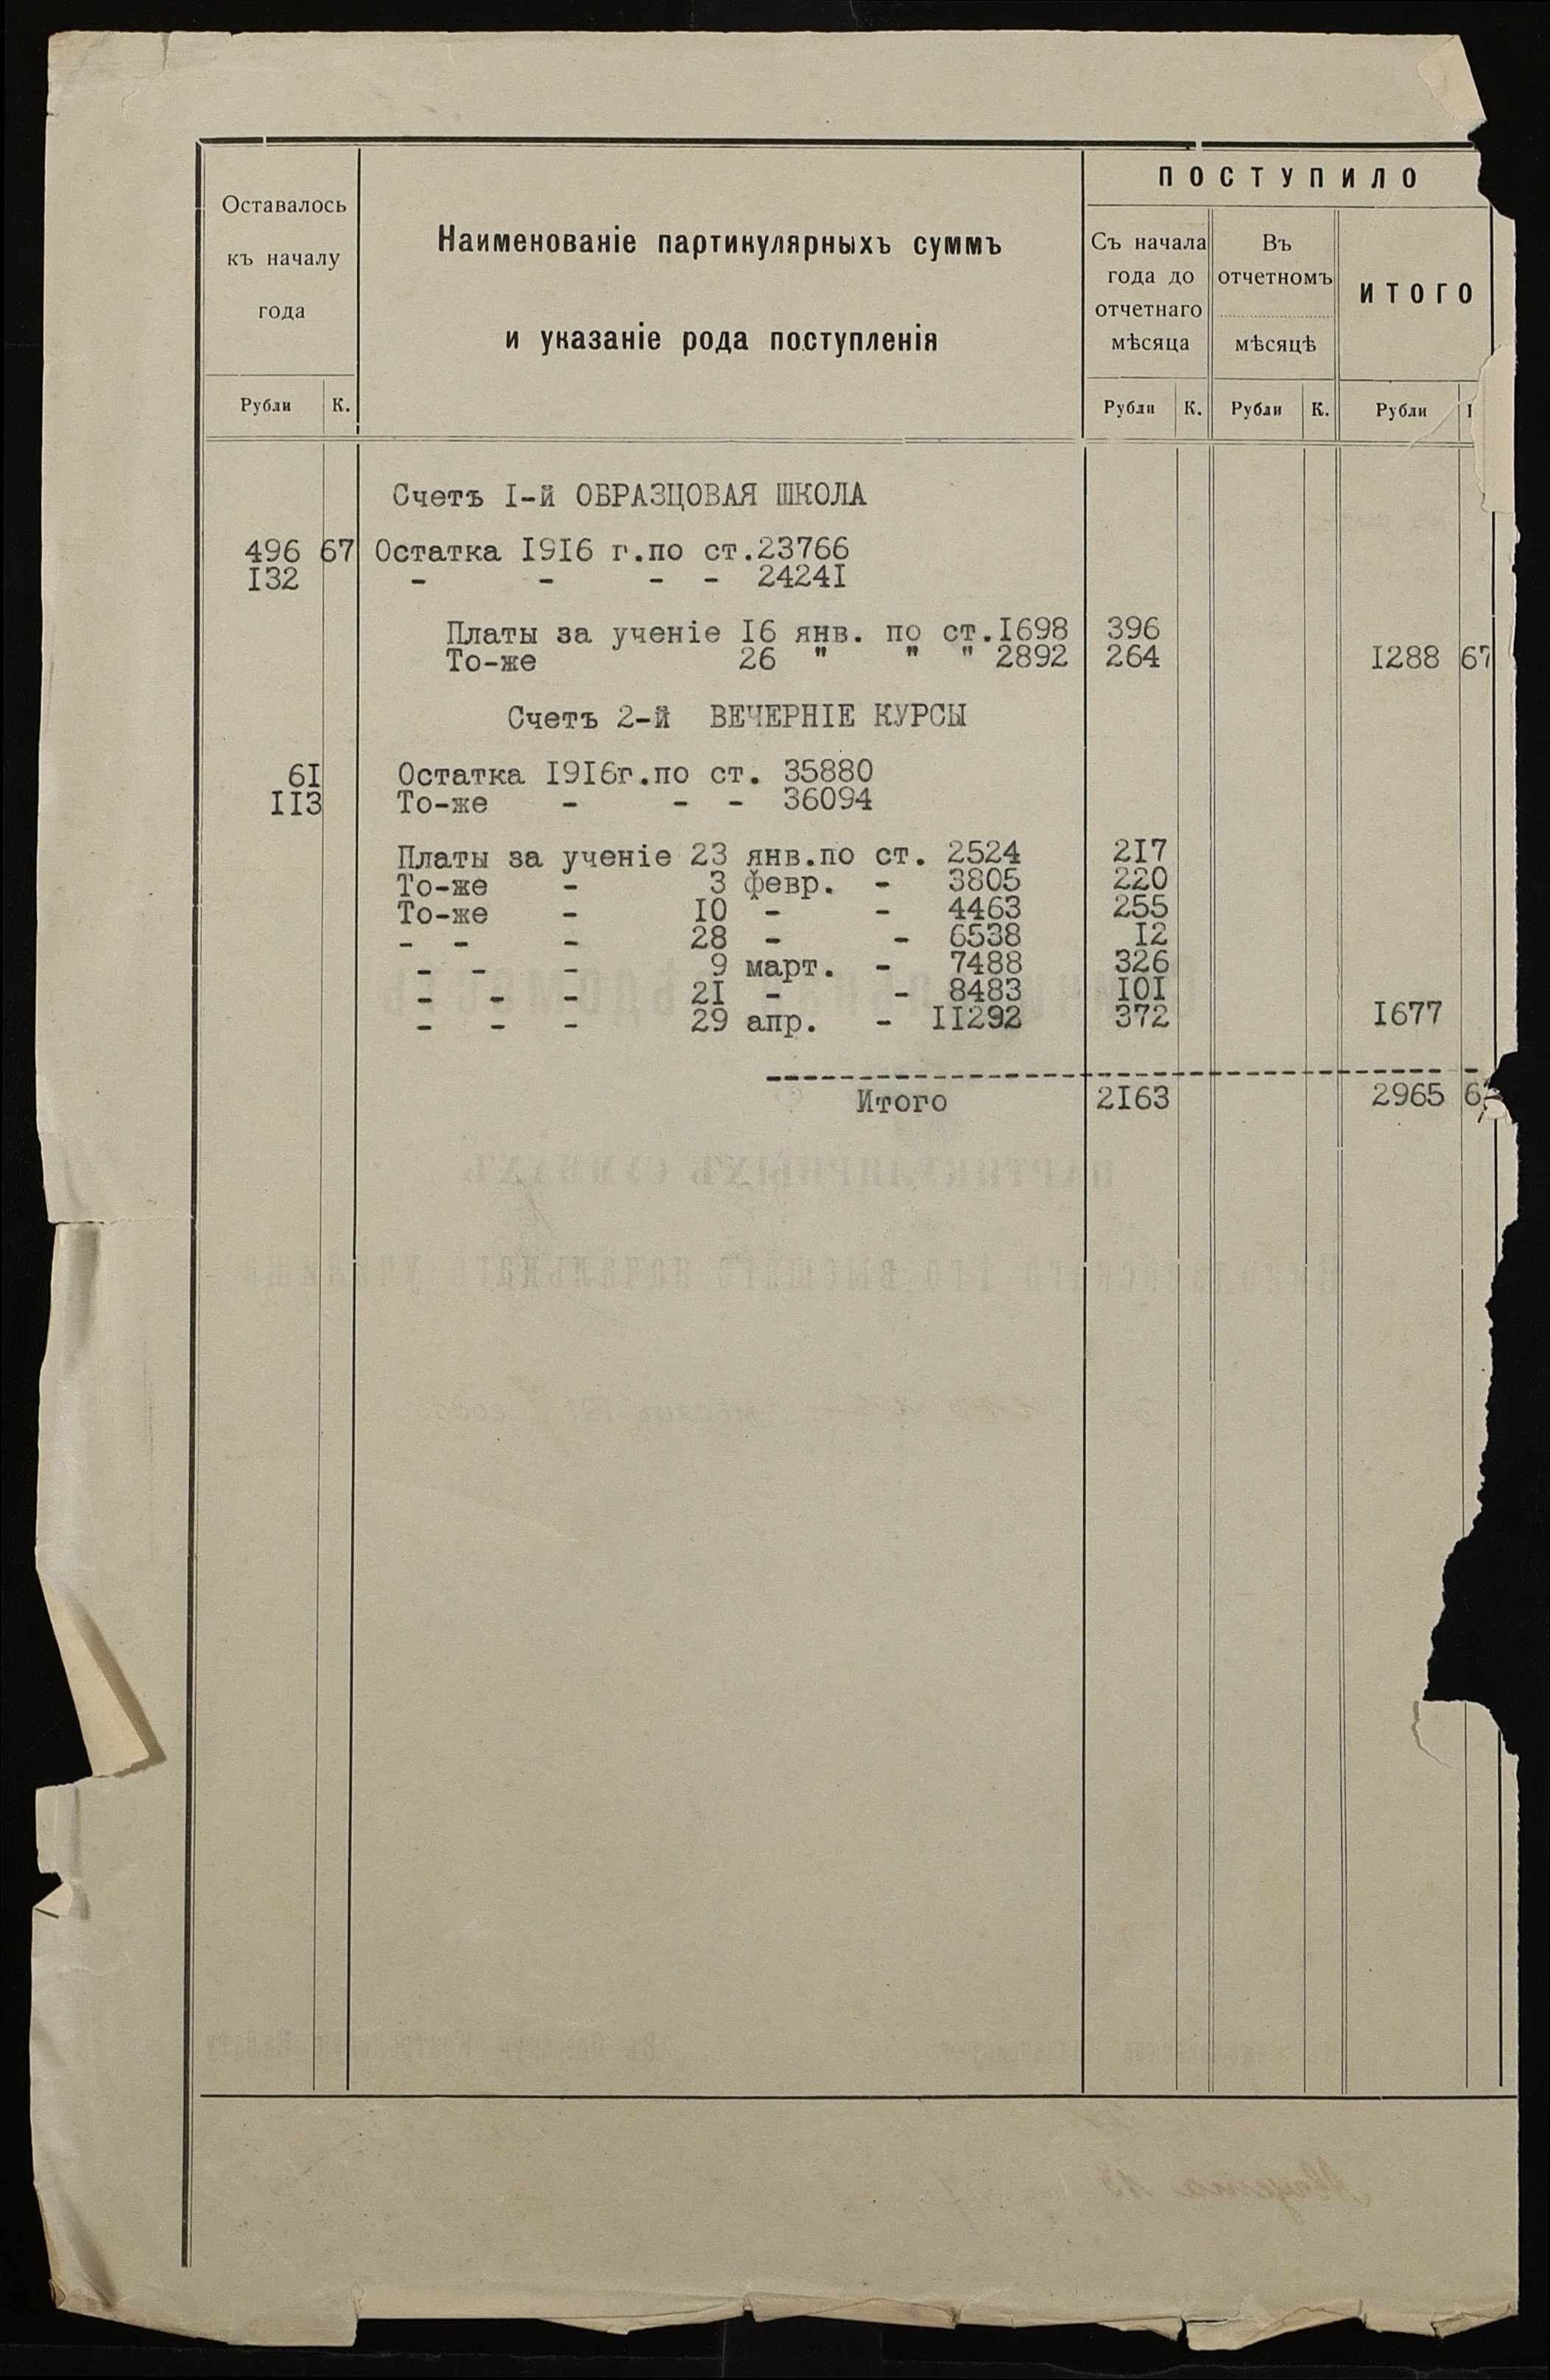 Оставалось
къ началу
года
Наименованіе партикулярныхъ суммъ
и указаніе рода поступленія
ПОСТУПИЛО
Съ начала
года до
отчетнаго
мѣсяца
Въ
отчетномъ
мѣсяцѣ
ИТОГО
Рубли К. Рубли К. Рубли К. Рубли
Счетъ I-й ОБРАЗЦОВАЯ ШКОЛА
496 67 Остатка I9I6 г.по ст.23766
I32 - - - - 2424I
Платы за ученіе I6 янв. по ст.I698 396
То-же 26 " " " 2892 264 I288 67
Счетъ 2-й ВЕЧЕРНІЕ КУРСЫ
6I Остатка I9I6г.по ст. 35880
II3 То-же - - - 36094
Платы за ученіе 23 янв.по ст. 2524 2I7
То-же - 3 февр. - 3805 220
То-же - I0 - - 4463 255
- - - 28 - - 6538 I2
- - - 9 март. - 7488 326
- - - 2I - - 8483 I0I
- - - 29 апр. - II292 372 I677
Итого 2I63 2965